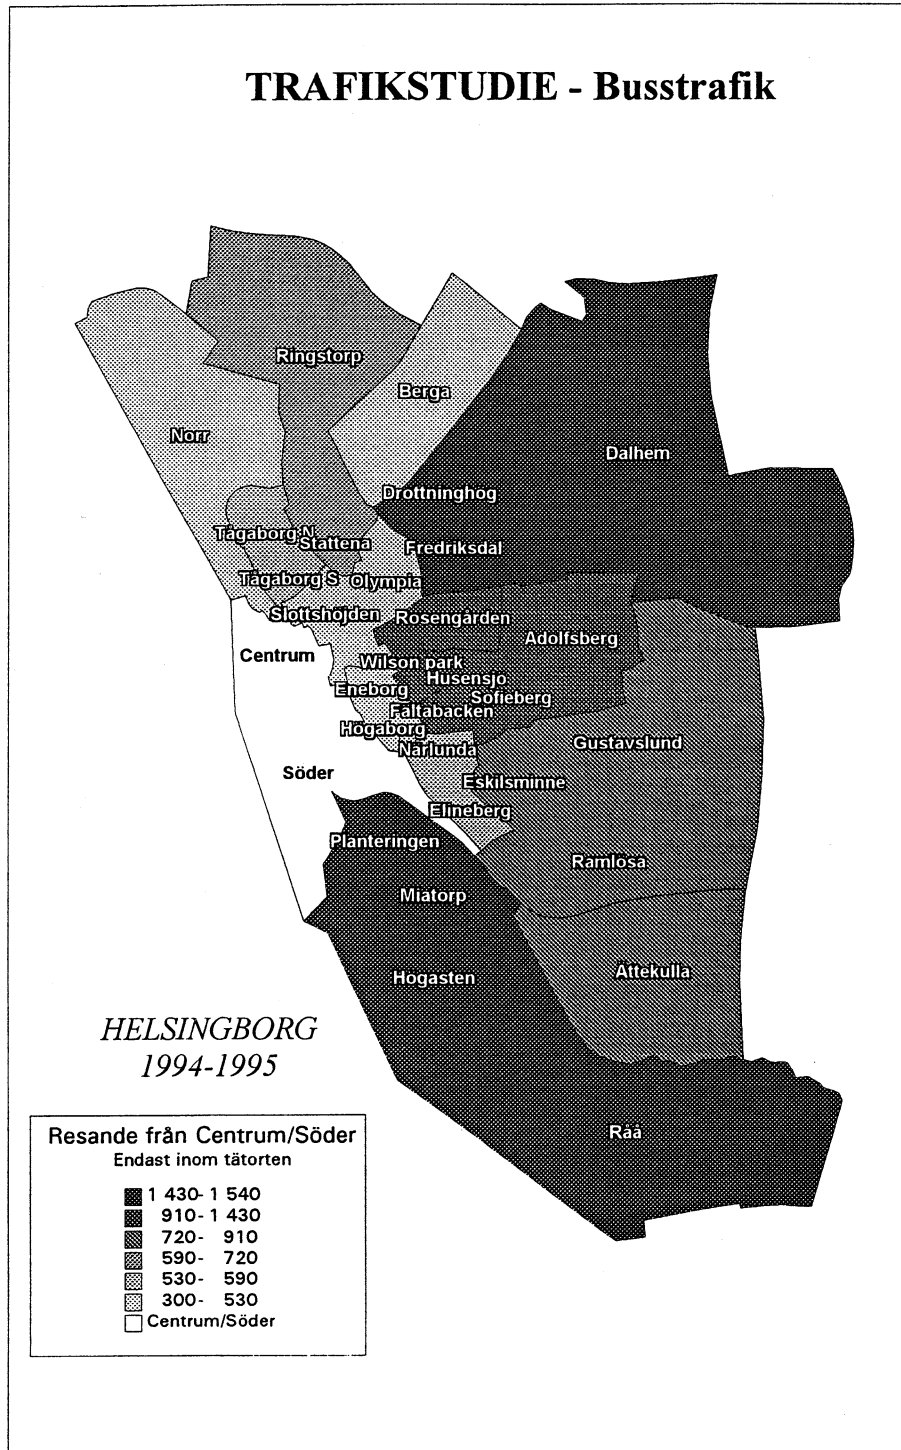 TRAFIKSTUDIE - Busstrafik
Ringstorp
Berga
Norr
Dalhem
Drottninghög
Tågaborg N
Stattena
Fredriksdal
Tågaborg S
Olympia
Slottshöjden
Rosengården
Adolfsberg
Centrum
Wilson park
Husensjö
Eneborg
Sofieberg
Fältabacken
Högaborg
Närlunda
Gustavslund
Söder
Eskilsminne
Elineberg
Planteringen
Ramlösa
Miatorp
Högasten
Ättekulla
HELSINGBORG
1994-1995
Råå
Resande från Centrum/Söder
Endast inom tätorten
1 430- 1 540
910- 1 430
720- 910
590- 720
530- 590
300- 530
Centrum/Söder